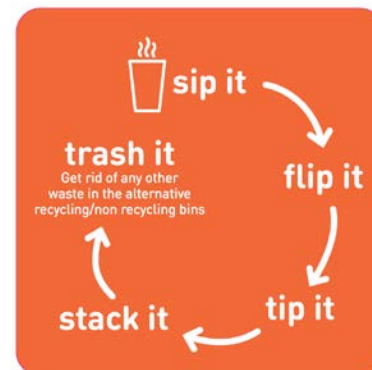 sip it
flip it
tip it
stack it
trash it
Get rid of any other
waste in the alternative
recycling/non recycling bins